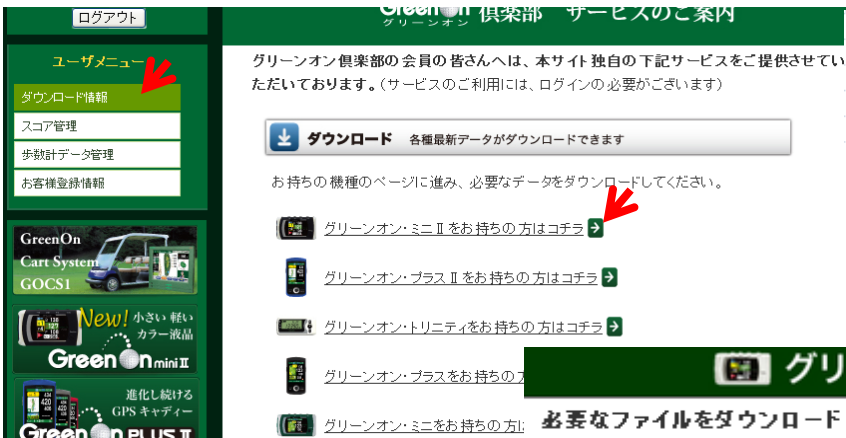 ログアウト
ユーザメニュー
ダウンロード情報
スコア管理
歩数計データ管理
お客様登録情報
GreenOn
Cart System
GOCS1
New! 小さい 軽い
カラー液晶
GreenOn mini II
進化し続ける
GPS キャディー
GreenOn PLUS II
GreenOn 倶楽部 サービスのご案内
グリーンオン
グリーンオン倶楽部の会員の皆さんへは、本サイト独自の下記サービスをご提供させてい
ただいております。(サービスのご利用には、ログインの必要がございます)
ダウンロード 各種最新データがダウンロードできます
お持ちの機種のページに進み、必要なデータをダウンロードしてください。
グリーンオン・ミニⅡをお持ちの方はコチラ
グリーンオン・プラスⅡをお持ちの方はコチラ
グリーンオン・トリニティをお持ちの方はコチラ
グリーンオン・プラスをお持ちの
グリーンオン・ミニをお持ちの方
グリ
必要なファイルをダウンロード